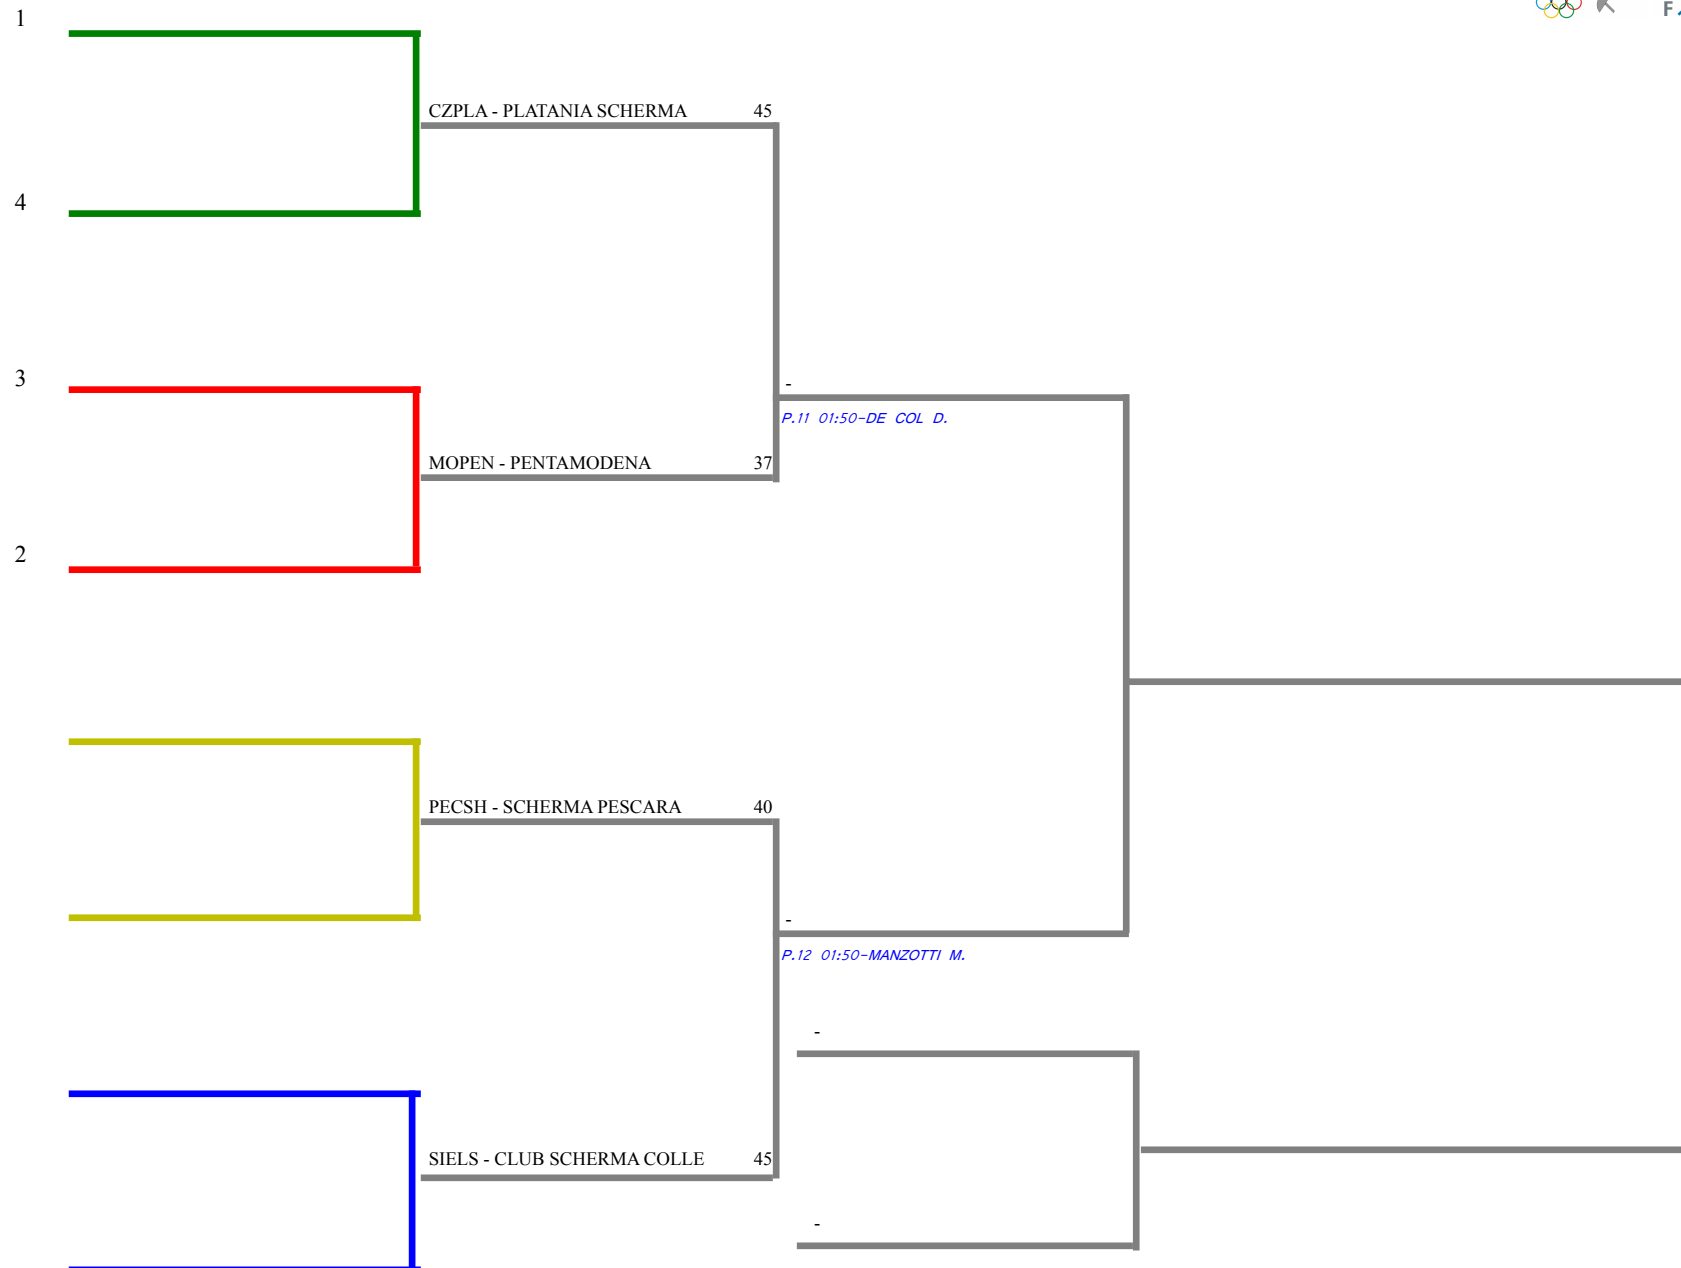 1
CZPLA - PLATANIA SCHERMA 45
4
3
-
P.11 01:50-DE COL D.
MOPEN - PENTAMODENA 37
2
PECSH - SCHERMA PESCARA 40
-
P.12 01:50-MANZOTTI M.
-
SIELS - CLUB SCHERMA COLLE 45
-